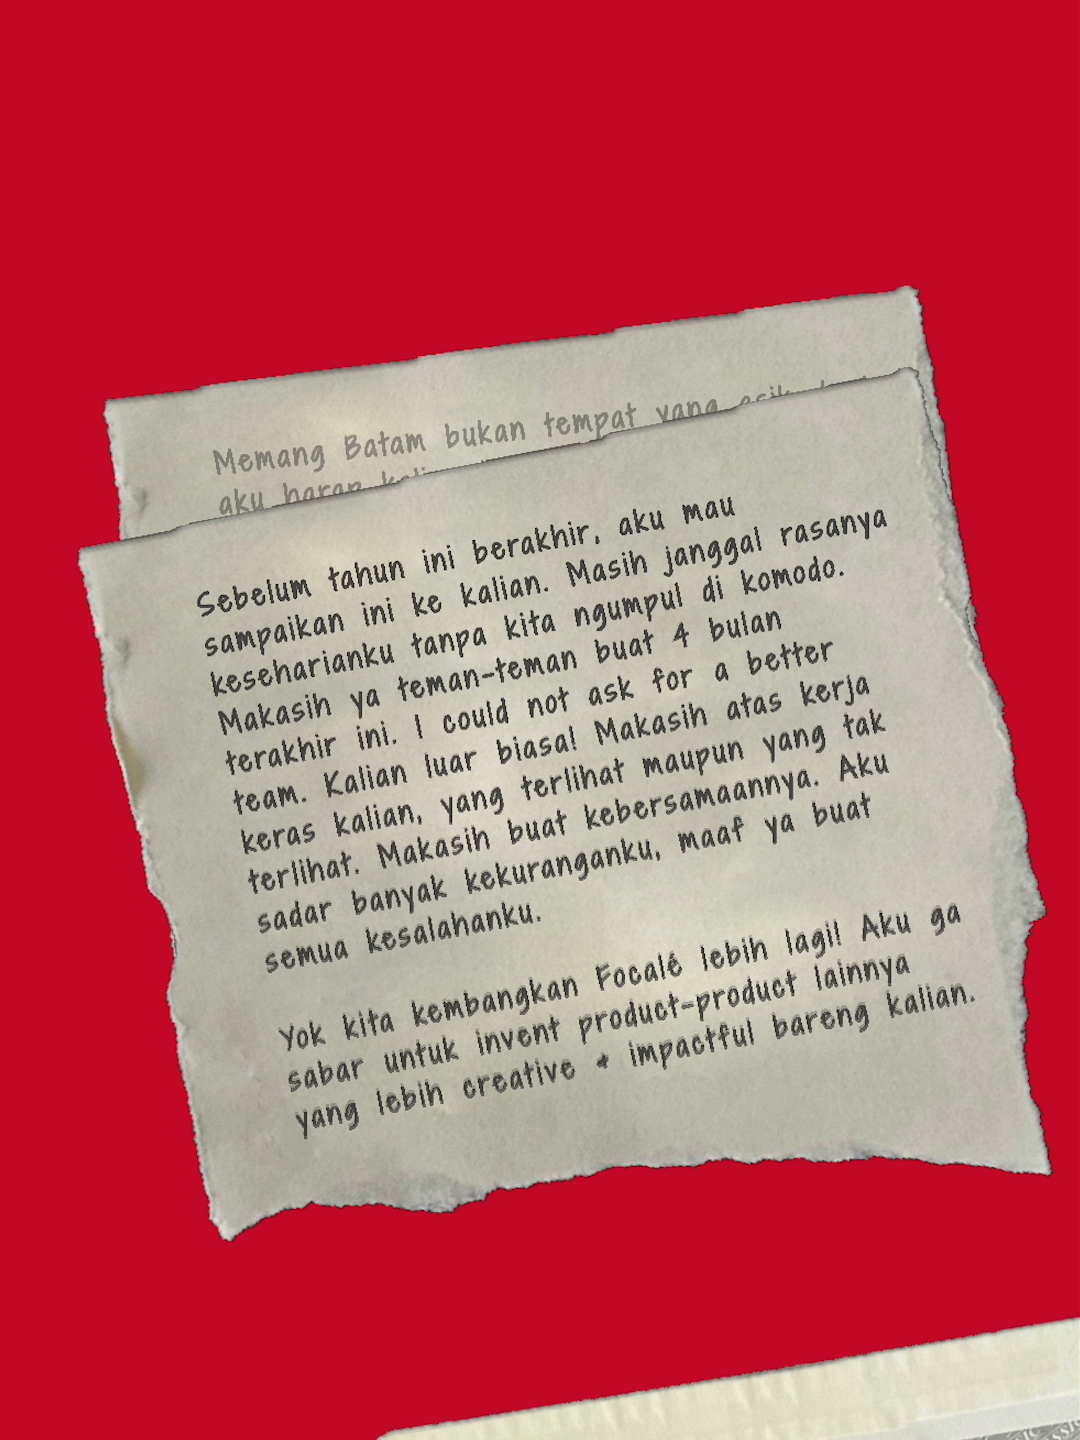 Memang Batam bukan tempat yang asik
aku harap
Sebelum tahun ini berakhir, aku mau
sampaikan ini ke kalian. Masih janggal rasanya
keseharianku tanpa kita ngumpul di komodo.
Makasih ya teman-teman buat 4 bulan
terakhir ini. I could not ask for a better
team. Kalian luar biasa! Makasih atas kerja
keras kalian, yang terlihat maupun yang tak
terlihat. Makasih buat kebersamaannya. Aku
sadar banyak kekuranganku, maaf ya buat
semua kesalahanku.
Yok kita kembangkan Focalé lebih lagi! Aku ga
sabar untuk invent product-product lainnya
yang lebih creative & impactful bareng kalian.